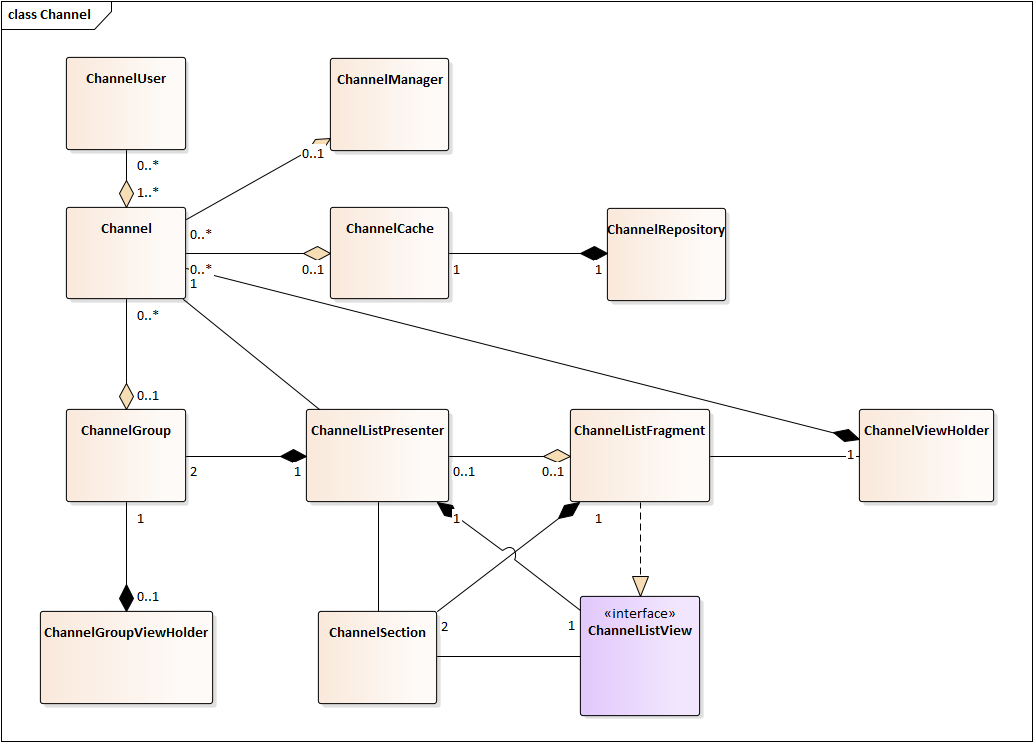 class Channel
ChannelUser
ChannelManager
0..*
0..1
1..*
Channel
ChannelCache
ChannelRepository
0..*
0..*
0..1
1
1
1
0..*
0..1
ChannelGroup
ChannelListPresenter
ChannelListFragment
ChannelViewHolder
1
2
1
0..1
0..1
1
1
1
0..1
«interface»
ChannelListView
ChannelGroupViewHolder
ChannelSection
2
1